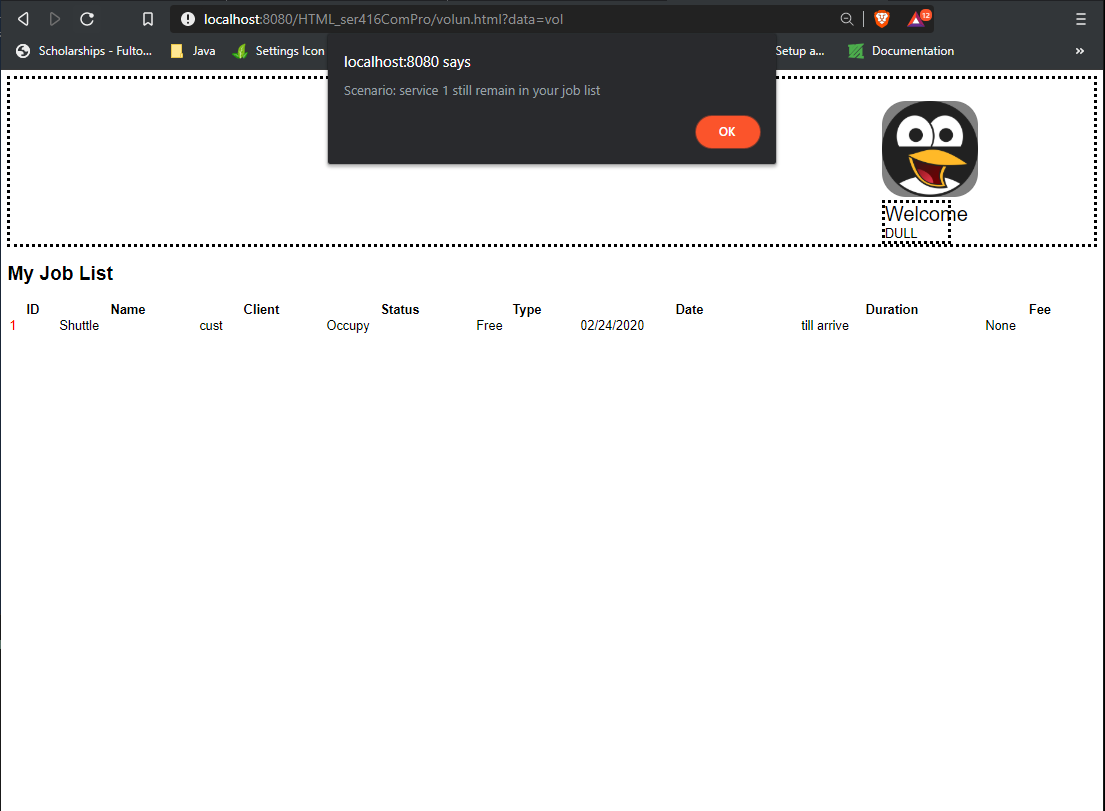 localhost:8080/HTML_ser416ComPro/volun.html?data=vol
12
Scholarships - Fulto... Java Settings Icon Setup a... Documentation »
localhost:8080 says
Scenario: service 1 still remain in your job list
OK
Welcome
DULL
My Job List
ID Name Client Status Type Date Duration Fee
1 Shuttle cust Occupy Free 02/24/2020 till arrive None